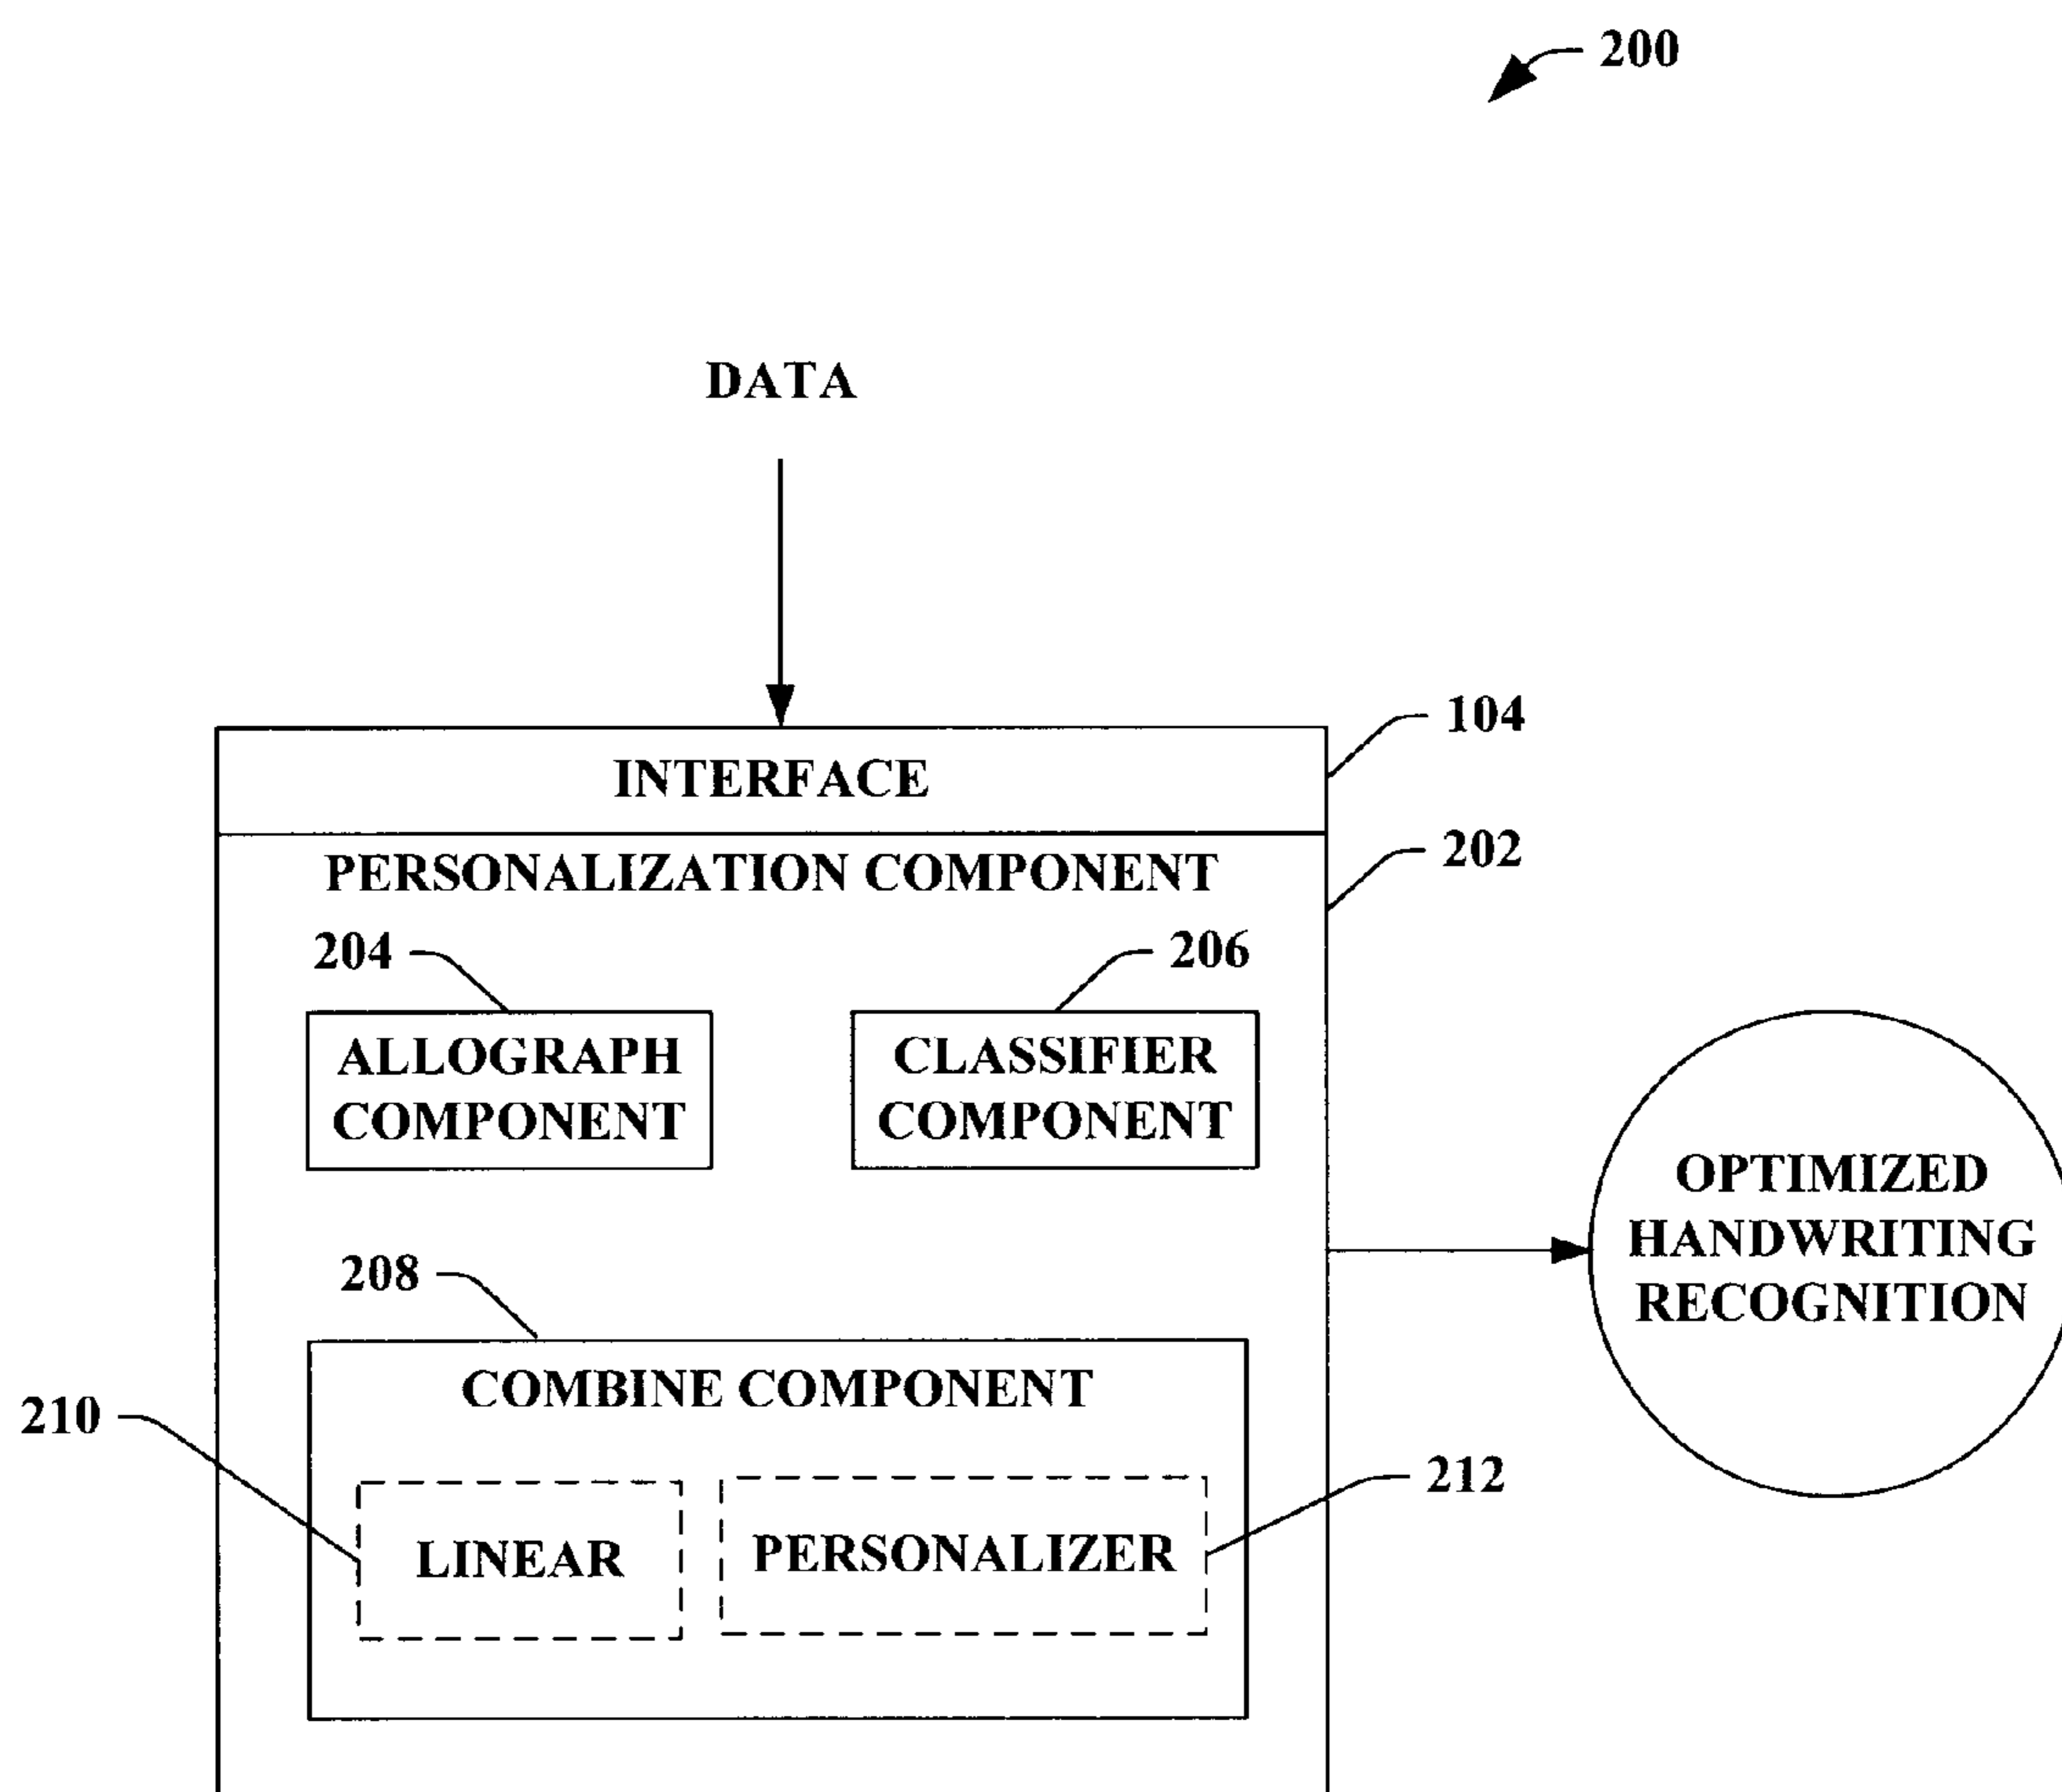 200
DATA
104
INTERFACE
202
PERSONALIZATION COMPONENT
204
206
ALLOGRAPH
COMPONENT
CLASSIFIER
COMPONENT
OPTIMIZED
HANDWRITING
RECOGNITION
208
COMBINE COMPONENT
210
212
LINEAR
PERSONALIZER